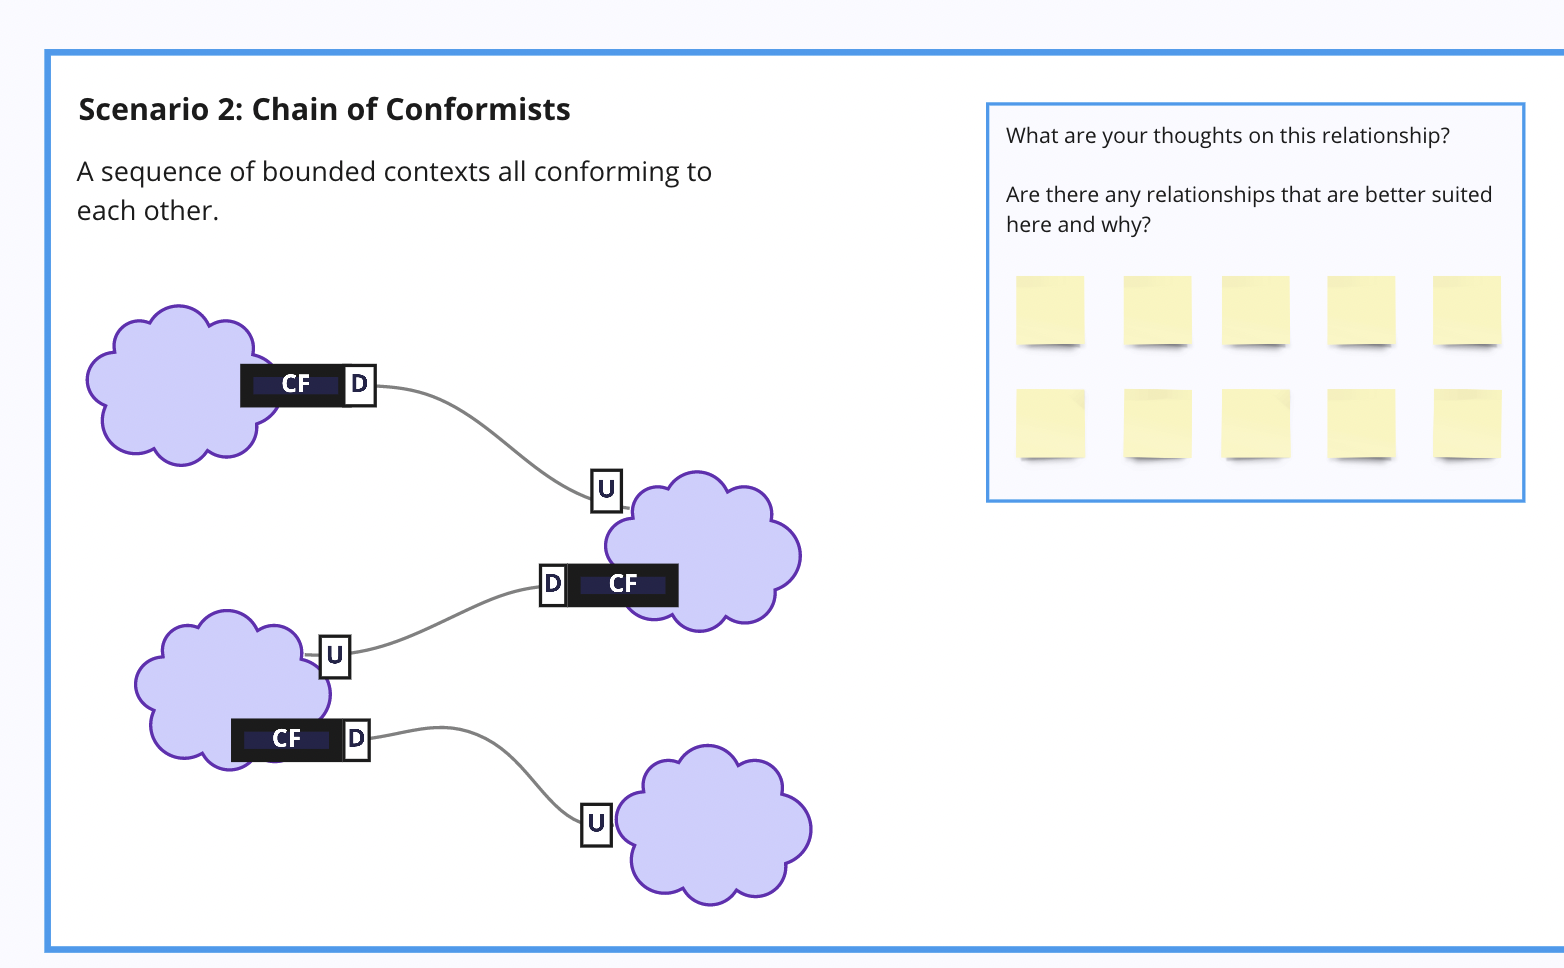 Scenario 2: Chain of Conformists
A sequence of bounded contexts all conforming to
each other.
What are your thoughts on this relationship?
Are there any relationships that are better suited
here and why?
CF D
U
D CF
U
CF D
U